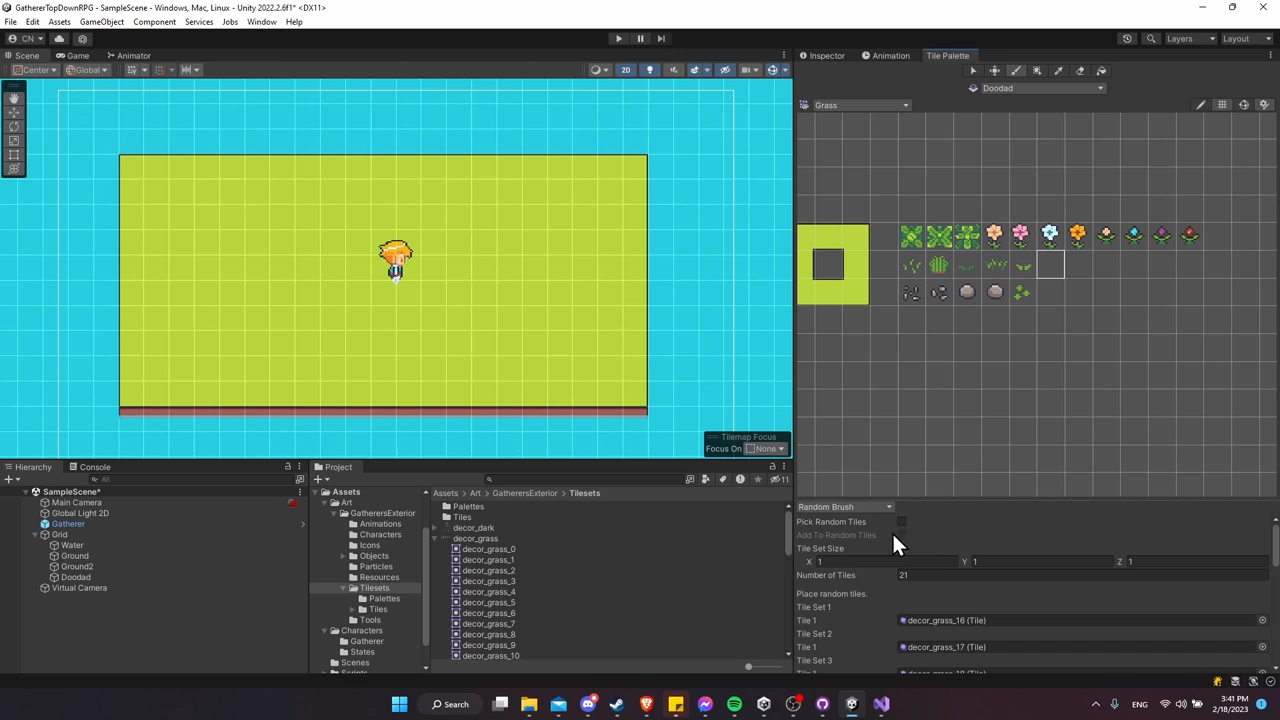 GathererTopDownRPG - SampleScene - Windows, Mac, Linux - Unity 2022.2.6f1* <DX11>
File Edit Assets GameObject Component Services Jobs Window Help
CN Layers Layout
Scene Game Animator Inspector Animation Tile Palette
Center Global 2D
Doodad
Grass
Tilemap Focus
Focus On None
Hierarchy Console Project
All 11
SampleScene* Assets Assets > Art > GatherersExterior > Tilesets
Main Camera Art Palettes
Global Light 2D GatherersExterior Tiles
Gatherer Animations decor_dark
Grid Characters decor_grass
Water Icons decor_grass_0
Ground Objects decor_grass_1
Ground2 Particles decor_grass_2
Doodad Resources decor_grass_3
Virtual Camera Tilesets decor_grass_4
Palettes decor_grass_5
Tiles decor_grass_6
Tools decor_grass_7
Characters decor_grass_8
Gatherer decor_grass_9
States decor_grass_10
Scenes
Scripts
Random Brush
Pick Random Tiles
Add To Random Tiles
Tile Set Size
X 1 Y 1 Z 1
Number of Tiles 21
Place random tiles.
Tile Set 1
Tile 1 decor_grass_16 (Tile)
Tile Set 2
Tile 1 decor_grass_17 (Tile)
Tile Set 3
Tile 1 decor_grass_18 (Tile)
Search
ENG 3:41 PM
2/18/2023